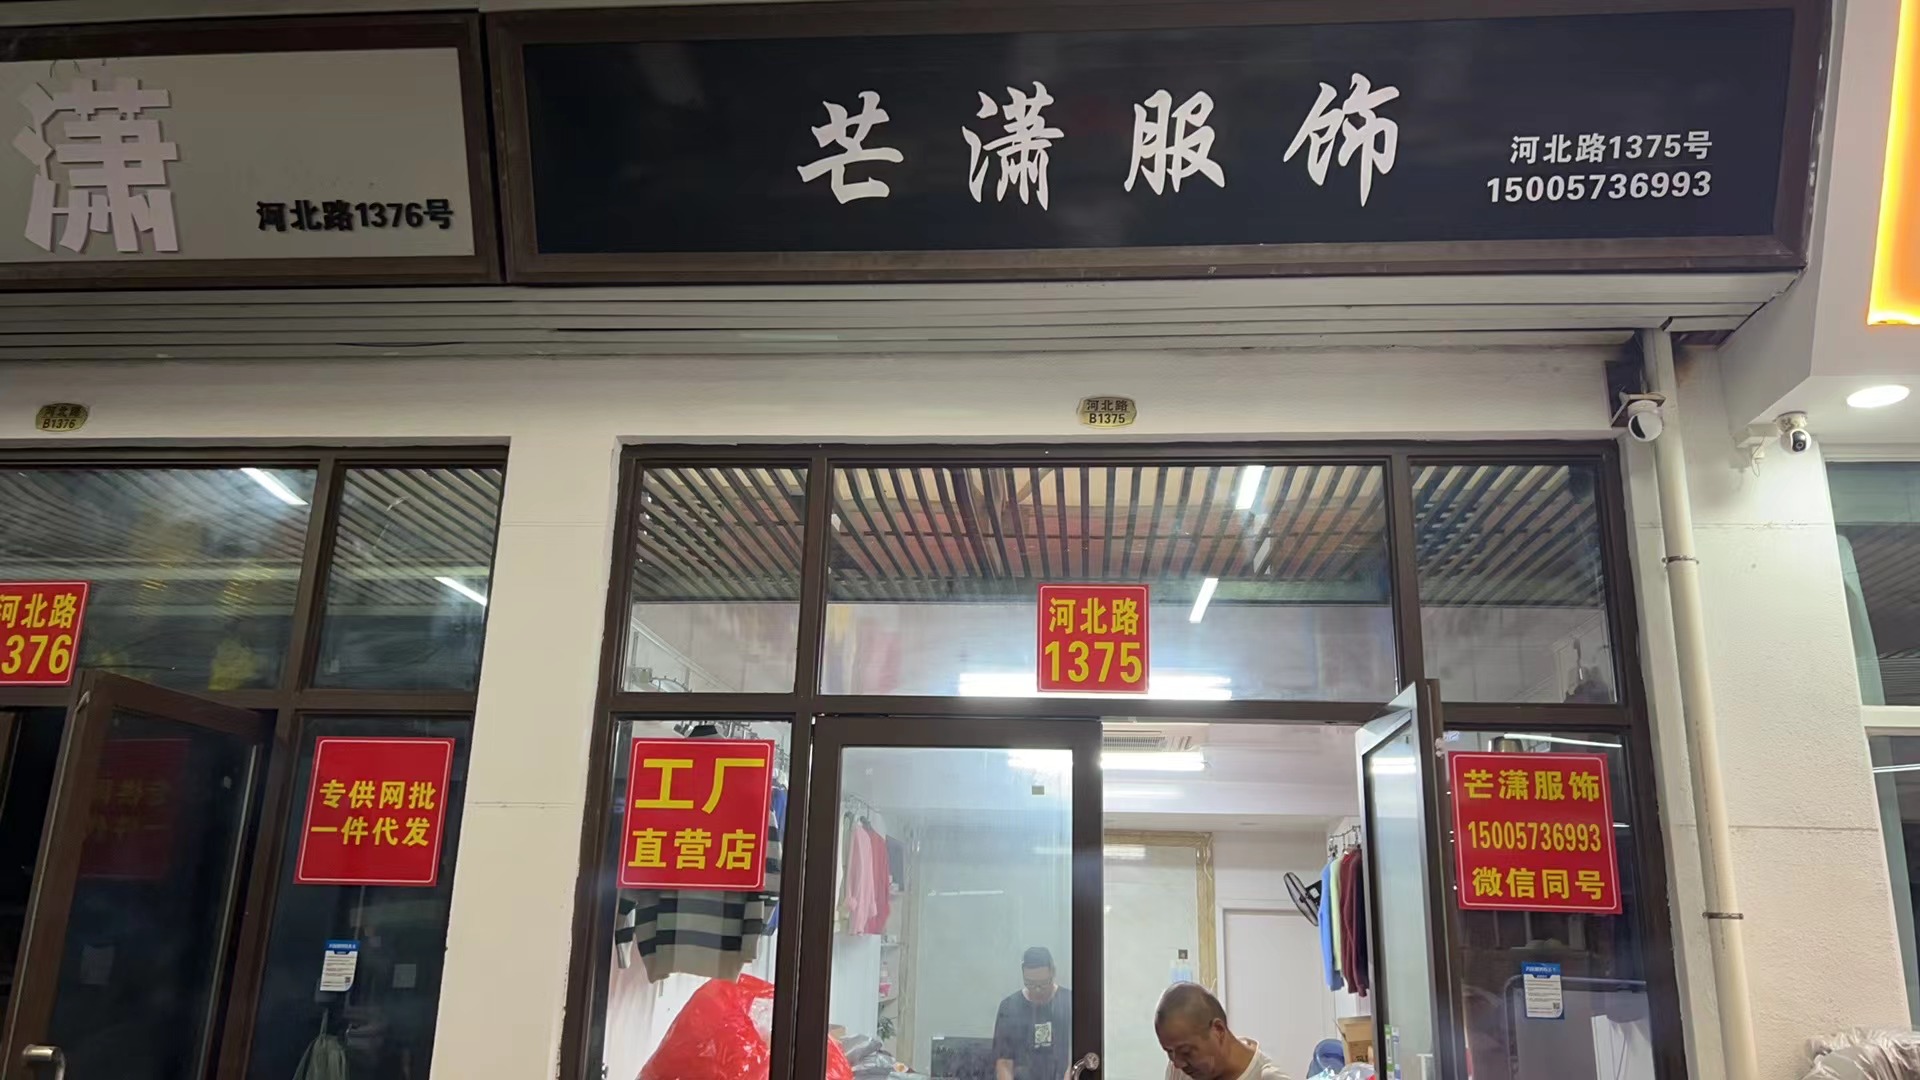 潇
河北路1376号
芒潇服饰
河北路1375号
15005736993
河北路
B1376
河北路
B1375
河北路
376
河北路
1375
专供网批
一件代发
工厂
直营店
芒潇服饰
15005736993
微信同号